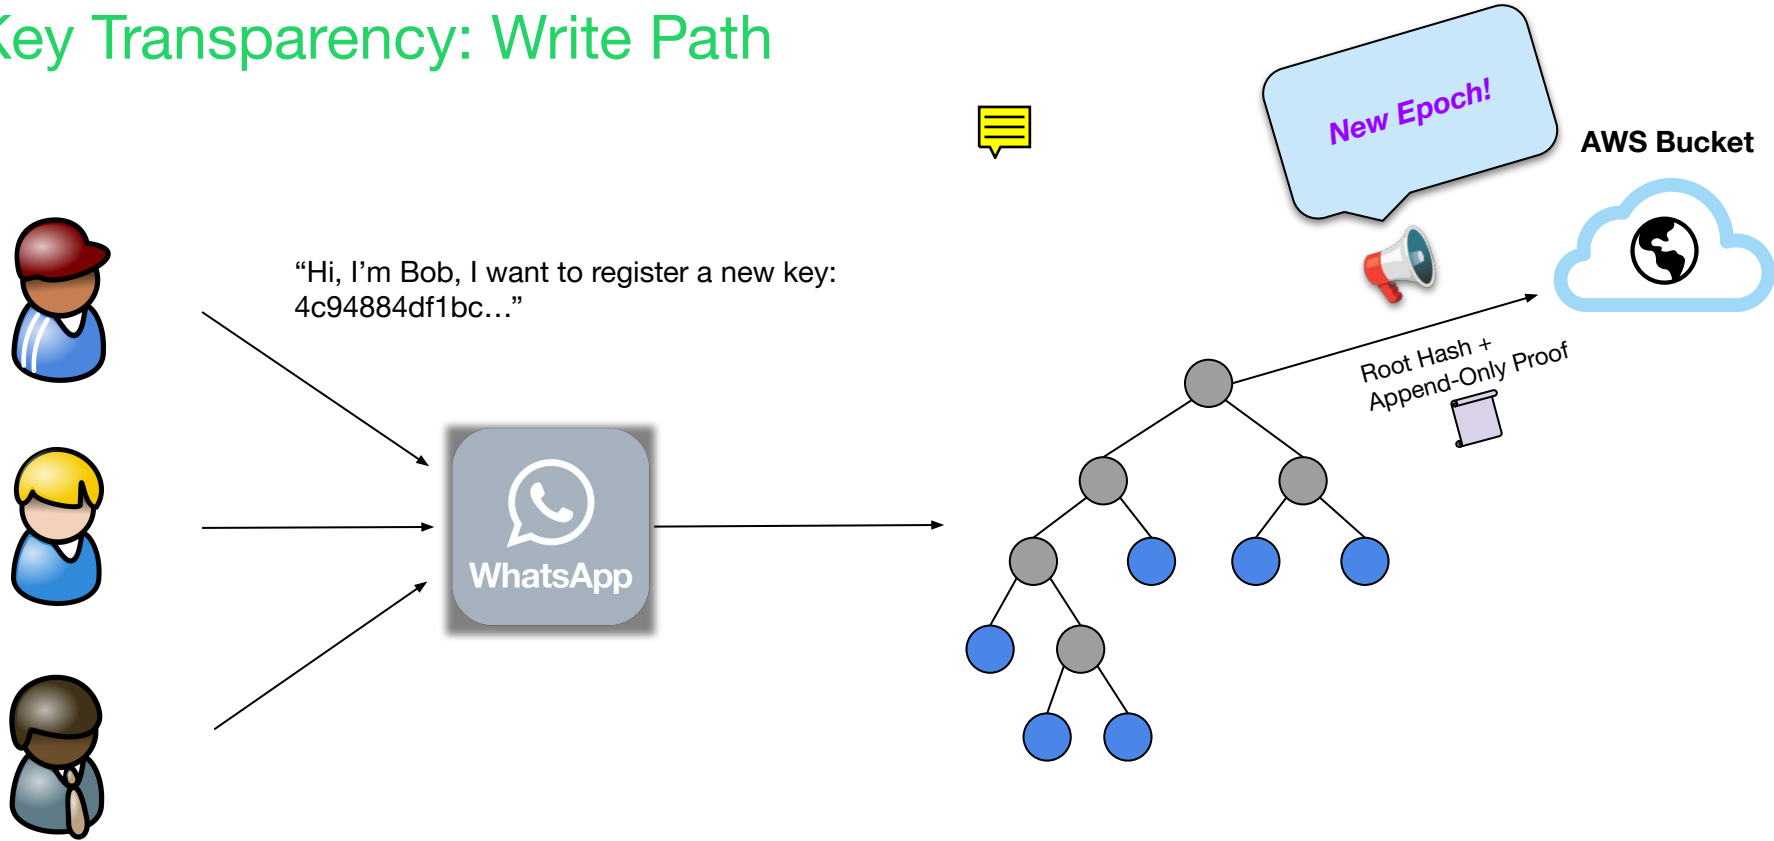 Key Transparency: Write Path
New Epoch!
AWS Bucket
“Hi, I’m Bob, I want to register a new key:
4c94884df1bc…”
Root Hash +
Append-Only Proof
WhatsApp